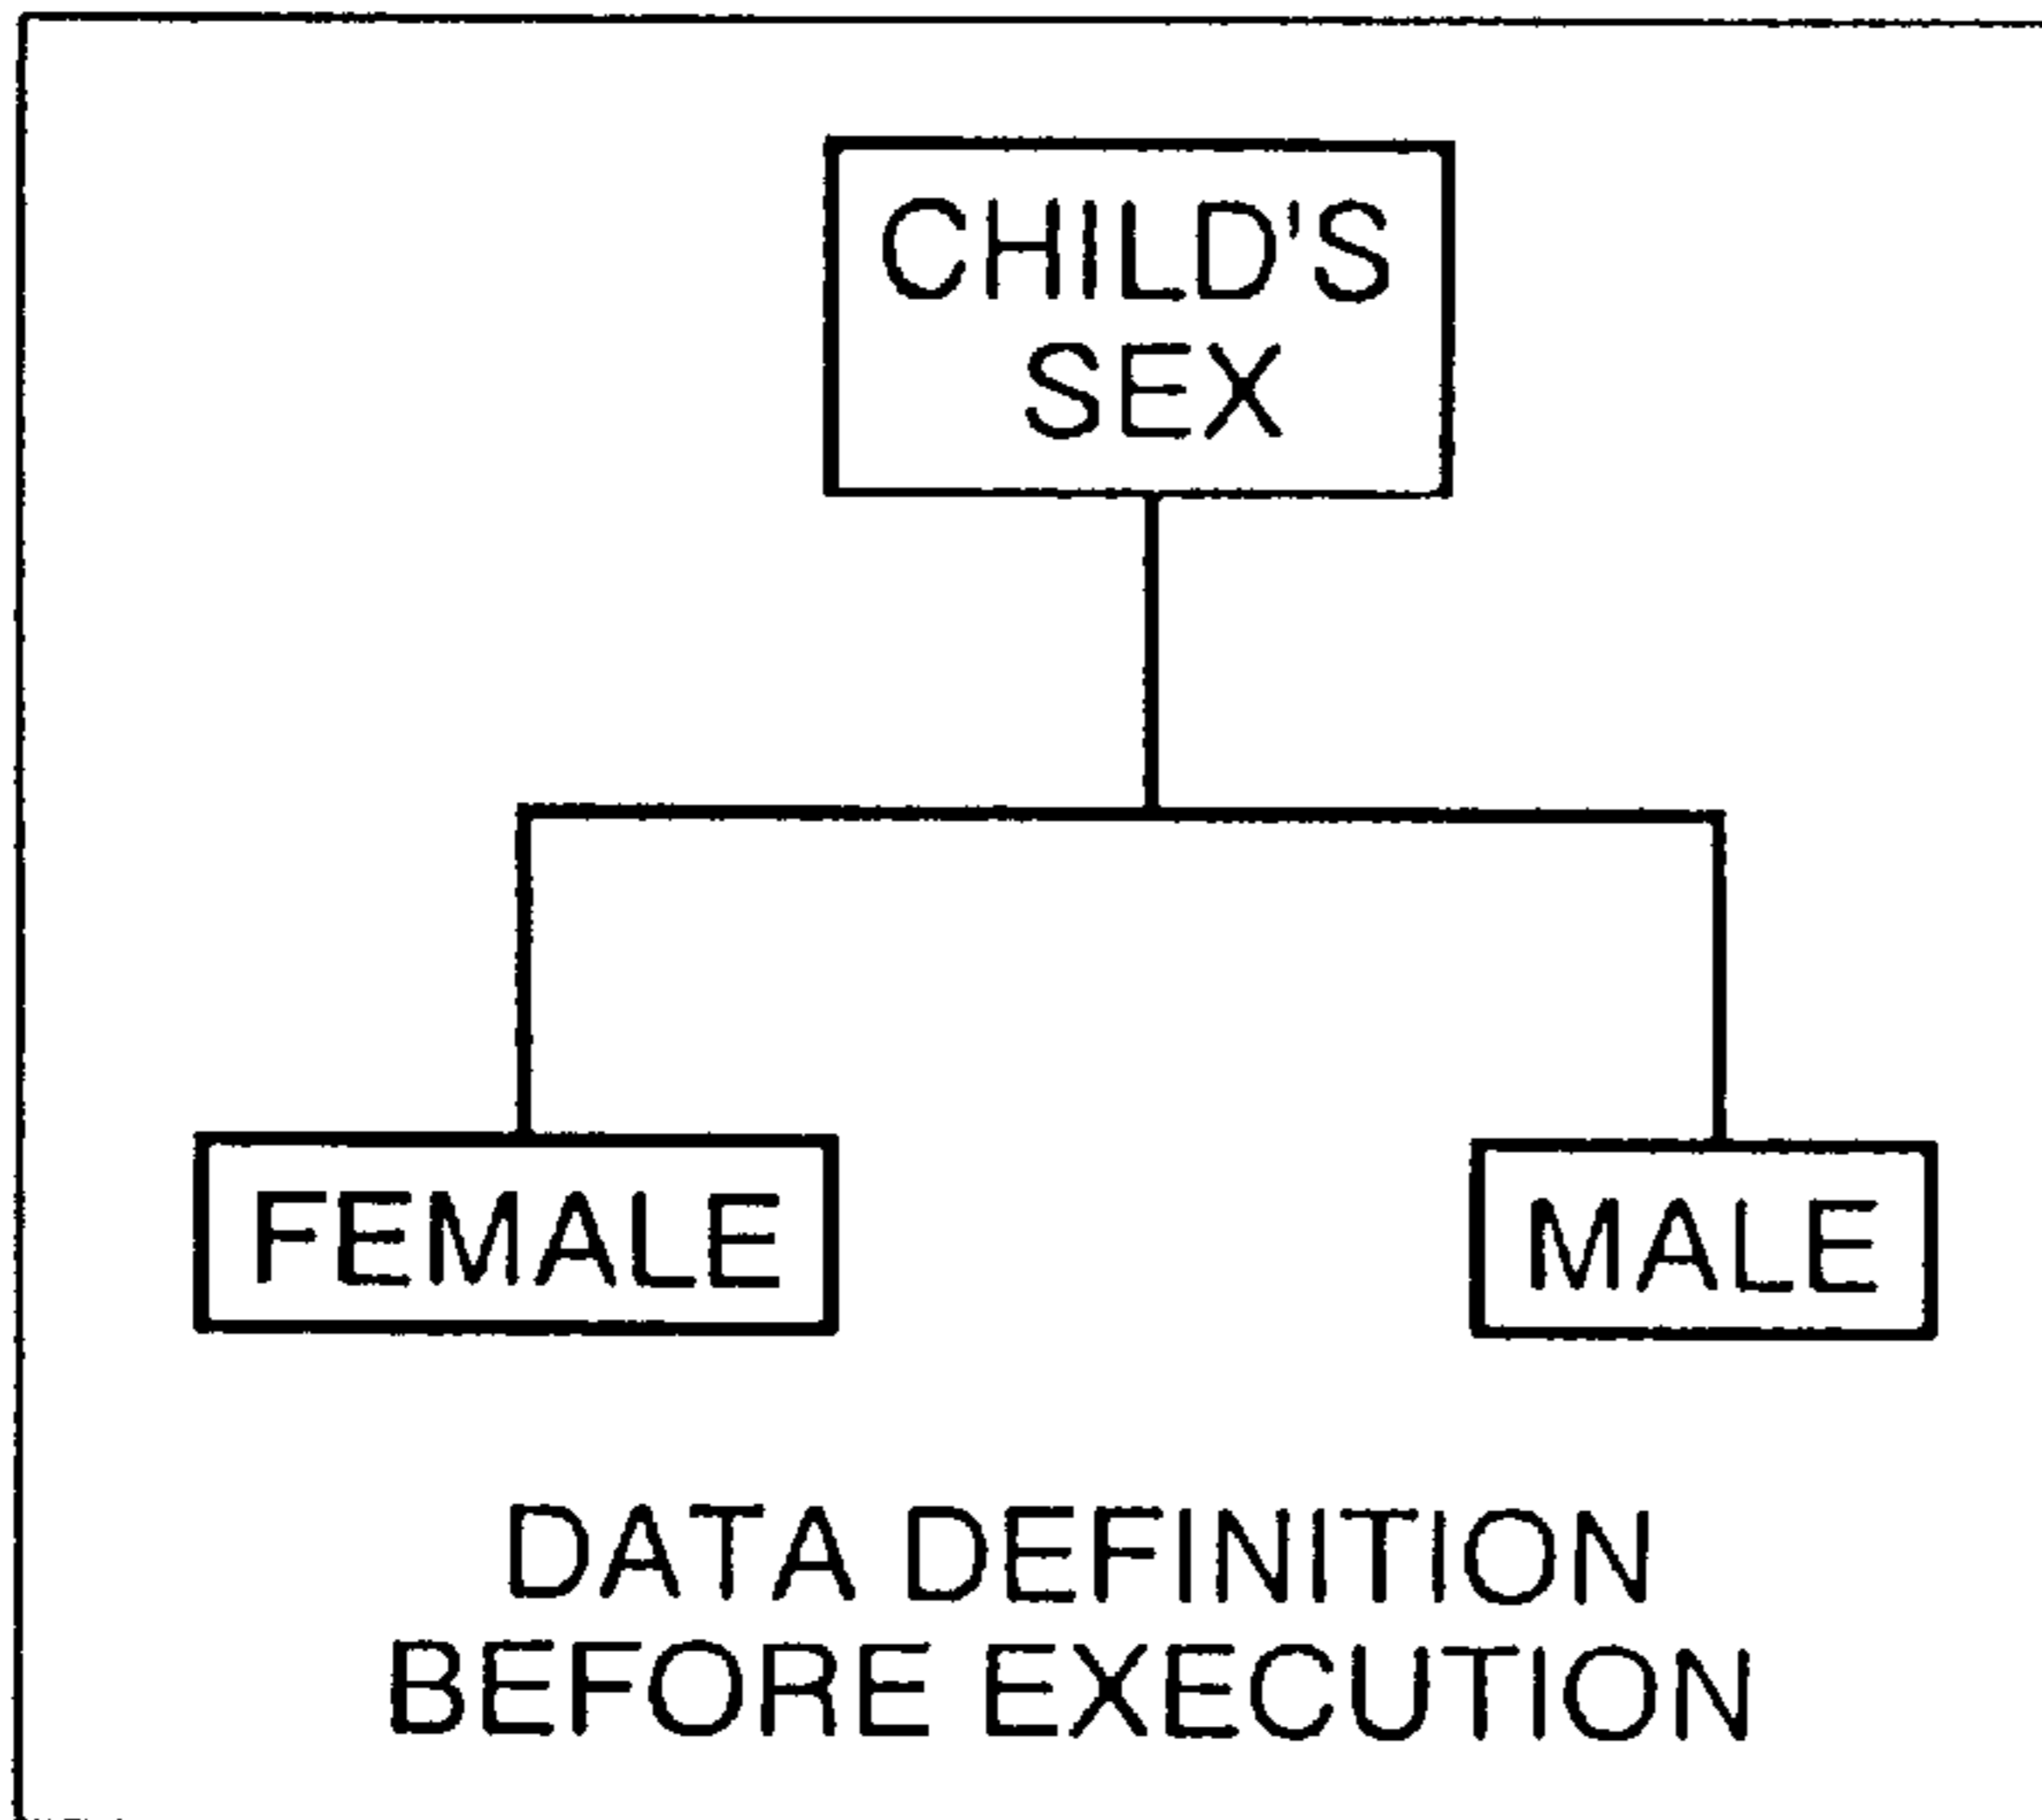 CHILD'S
SEX
FEMALE
MALE
DATA DEFINITION
BEFORE EXECUTION